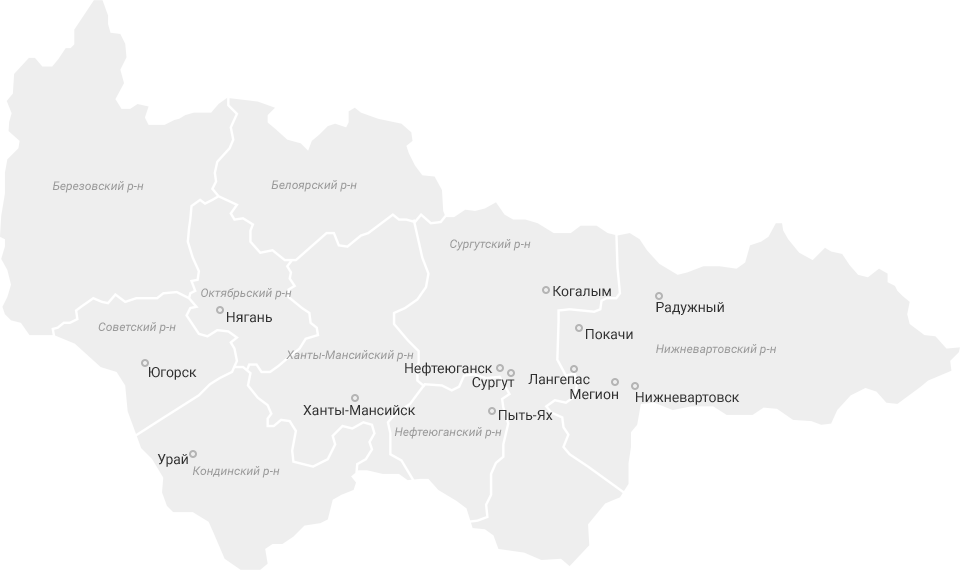 Березовский р-н
Белоярский р-н
Сургутский р-н
Октябрьский р-н
Когалым
Радужный
Нягань
Советский р-н
Покачи
Ханты-Мансийский р-н
Нижневартовский р-н
Югорск
Нефтеюганск
Сургут
Лангепас
Мегион
Нижневартовск
Ханты-Мансийск
Пыть-Ях
Нефтеюганский р-н
Урай
Кондинский р-н